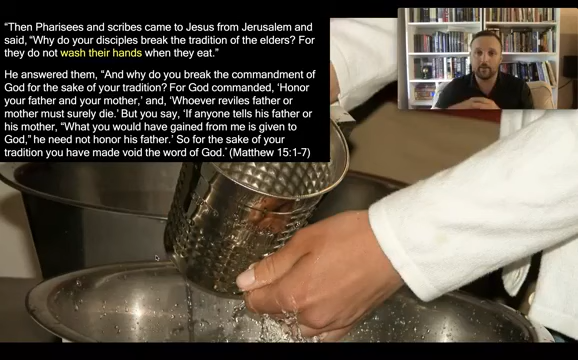 “Then Pharisees and scribes came to Jesus from Jerusalem and
said, “Why do your disciples break the tradition of the elders? For
they do not wash their hands when they eat.”
He answered them, “And why do you break the commandment of
God for the sake of your tradition? For God commanded, ‘Honor
your father and your mother,’ and, ‘Whoever reviles father or
mother must surely die.’ But you say, ‘If anyone tells his father or
his mother, “What you would have gained from me is given to
God,” he need not honor his father.’ So for the sake of your
tradition you have made void the word of God.’ (Matthew 15:1-7)